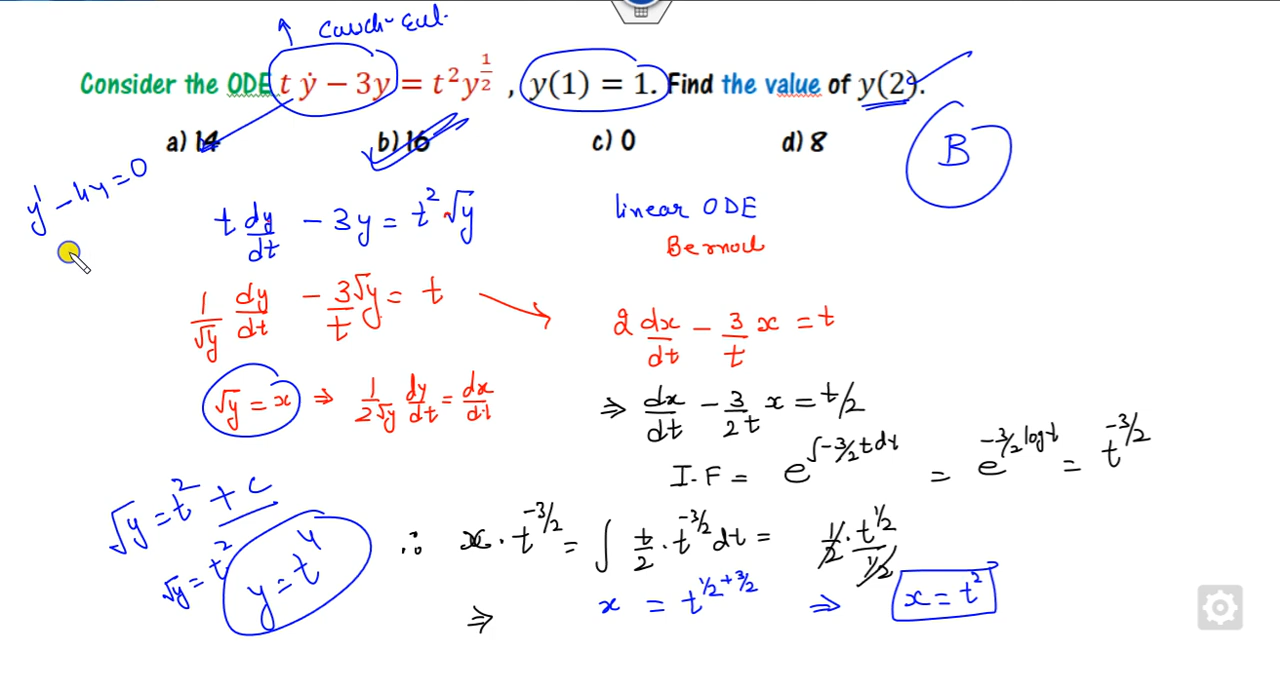 Cauch-Eul.
Consider the ODE t ẏ − 3y = t² y^(1/2) , y(1) = 1. Find the value of y(2).
a) 14 b) 16 c) 0 d) 8
B
y' − 4y = 0
t dy/dt − 3y = t² √y
linear ODE
Bernoul
1/√y dy/dt − 3√y/t = t
2 dx/dt − 3/t x = t
√y = x ⇒ 1/2√y dy/dt = dx/dt
⇒ dx/dt − 3/2t x = t/2
I.F = e^(∫−3/2t dt) = e^(−3/2 log t) = t^(−3/2)
√y = t² + c
∴ x · t^(−3/2) = ∫ t/2 · t^(−3/2) dt = 1/2 · t^(1/2)/(1/2)
√y = t²
y = t⁴
⇒ x = t^(1/2 + 3/2) ⇒ x = t²